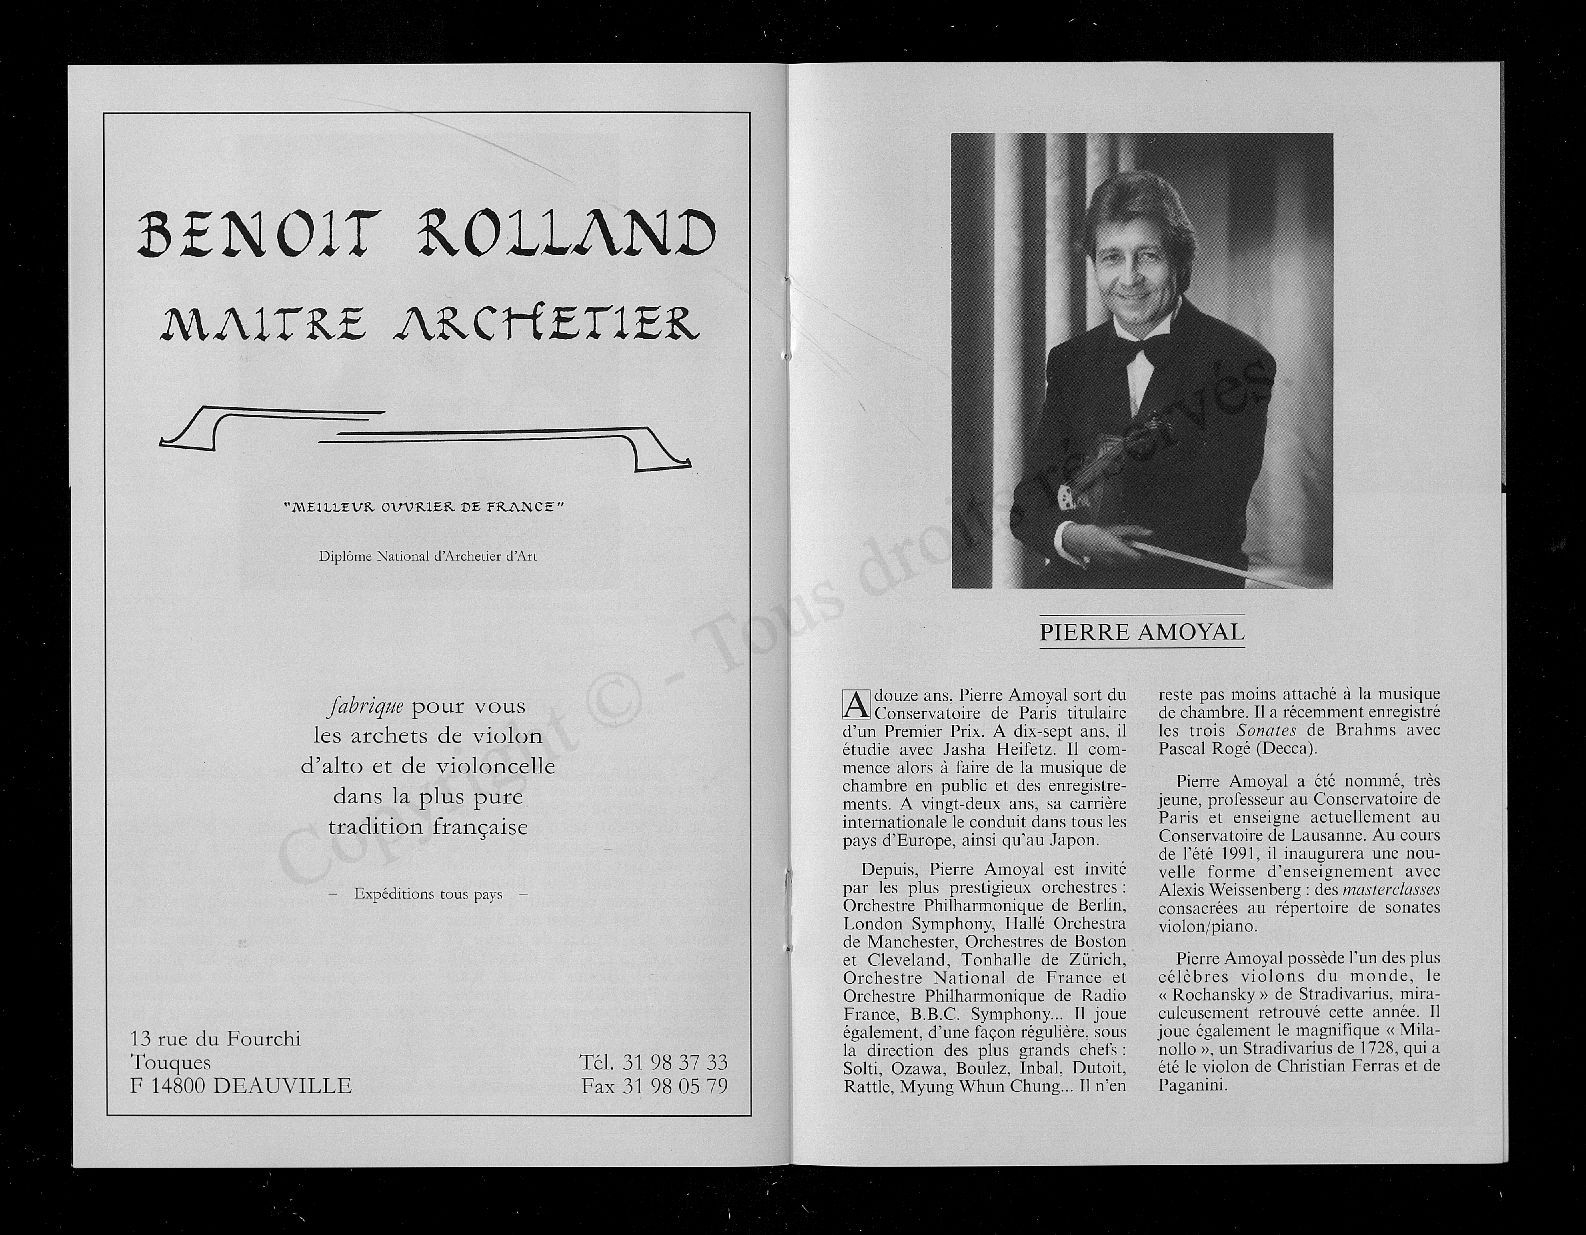 BENOIT ROLLAND
MAITRE ARCHETIER
"MEILLEUR OUVRIER DE FRANCE"
Diplôme National d'Archetier d'Art
fabrique pour vous
les archets de violon
d'alto et de violoncelle
dans la plus pure
tradition française
– Expéditions tous pays –
13 rue du Fourchi
Touques
F 14800 DEAUVILLE
Tél. 31 98 37 33
Fax 31 98 05 79
Copyright © - Tous droits réservés
PIERRE AMOYAL
A douze ans. Pierre Amoyal sort du
Conservatoire de Paris titulaire
d'un Premier Prix. A dix-sept ans, il
étudie avec Jasha Heifetz. Il com-
mence alors à faire de la musique de
chambre en public et des enregistre-
ments. A vingt-deux ans, sa carrière
internationale le conduit dans tous les
pays d'Europe, ainsi qu'au Japon.
Depuis, Pierre Amoyal est invité
par les plus prestigieux orchestres :
Orchestre Philharmonique de Berlin,
London Symphony, Hallé Orchestra
de Manchester, Orchestres de Boston
et Cleveland, Tonhalle de Zürich,
Orchestre National de France et
Orchestre Philharmonique de Radio
France, B.B.C. Symphony... Il joue
également, d'une façon régulière, sous
la direction des plus grands chefs :
Solti, Ozawa, Boulez, Inbal, Dutoit,
Rattle, Myung Whun Chung... Il n'en
reste pas moins attaché à la musique
de chambre. Il a récemment enregistré
les trois Sonates de Brahms avec
Pascal Rogé (Decca).
Pierre Amoyal a été nommé, très
jeune, professeur au Conservatoire de
Paris et enseigne actuellement au
Conservatoire de Lausanne. Au cours
de l'été 1991, il inaugurera une nou-
velle forme d'enseignement avec
Alexis Weissenberg : des masterclasses
consacrées au répertoire de sonates
violon/piano.
Pierre Amoyal possède l'un des plus
célèbres violons du monde, le
« Rochansky » de Stradivarius, mira-
culeusement retrouvé cette année. Il
joue également le magnifique « Mila-
nollo », un Stradivarius de 1728, qui a
été le violon de Christian Ferras et de
Paganini.